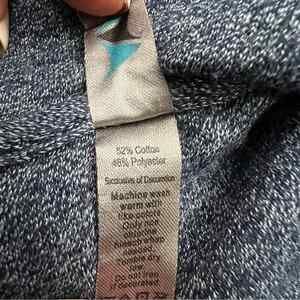 52% Cotton
48% Polyester
Exclusive of Decoration
Machine wash
warm with
like colors
Only non
chlorine
bleach when
needed.
Tumble dry
low.
Do not iron
if decorated.